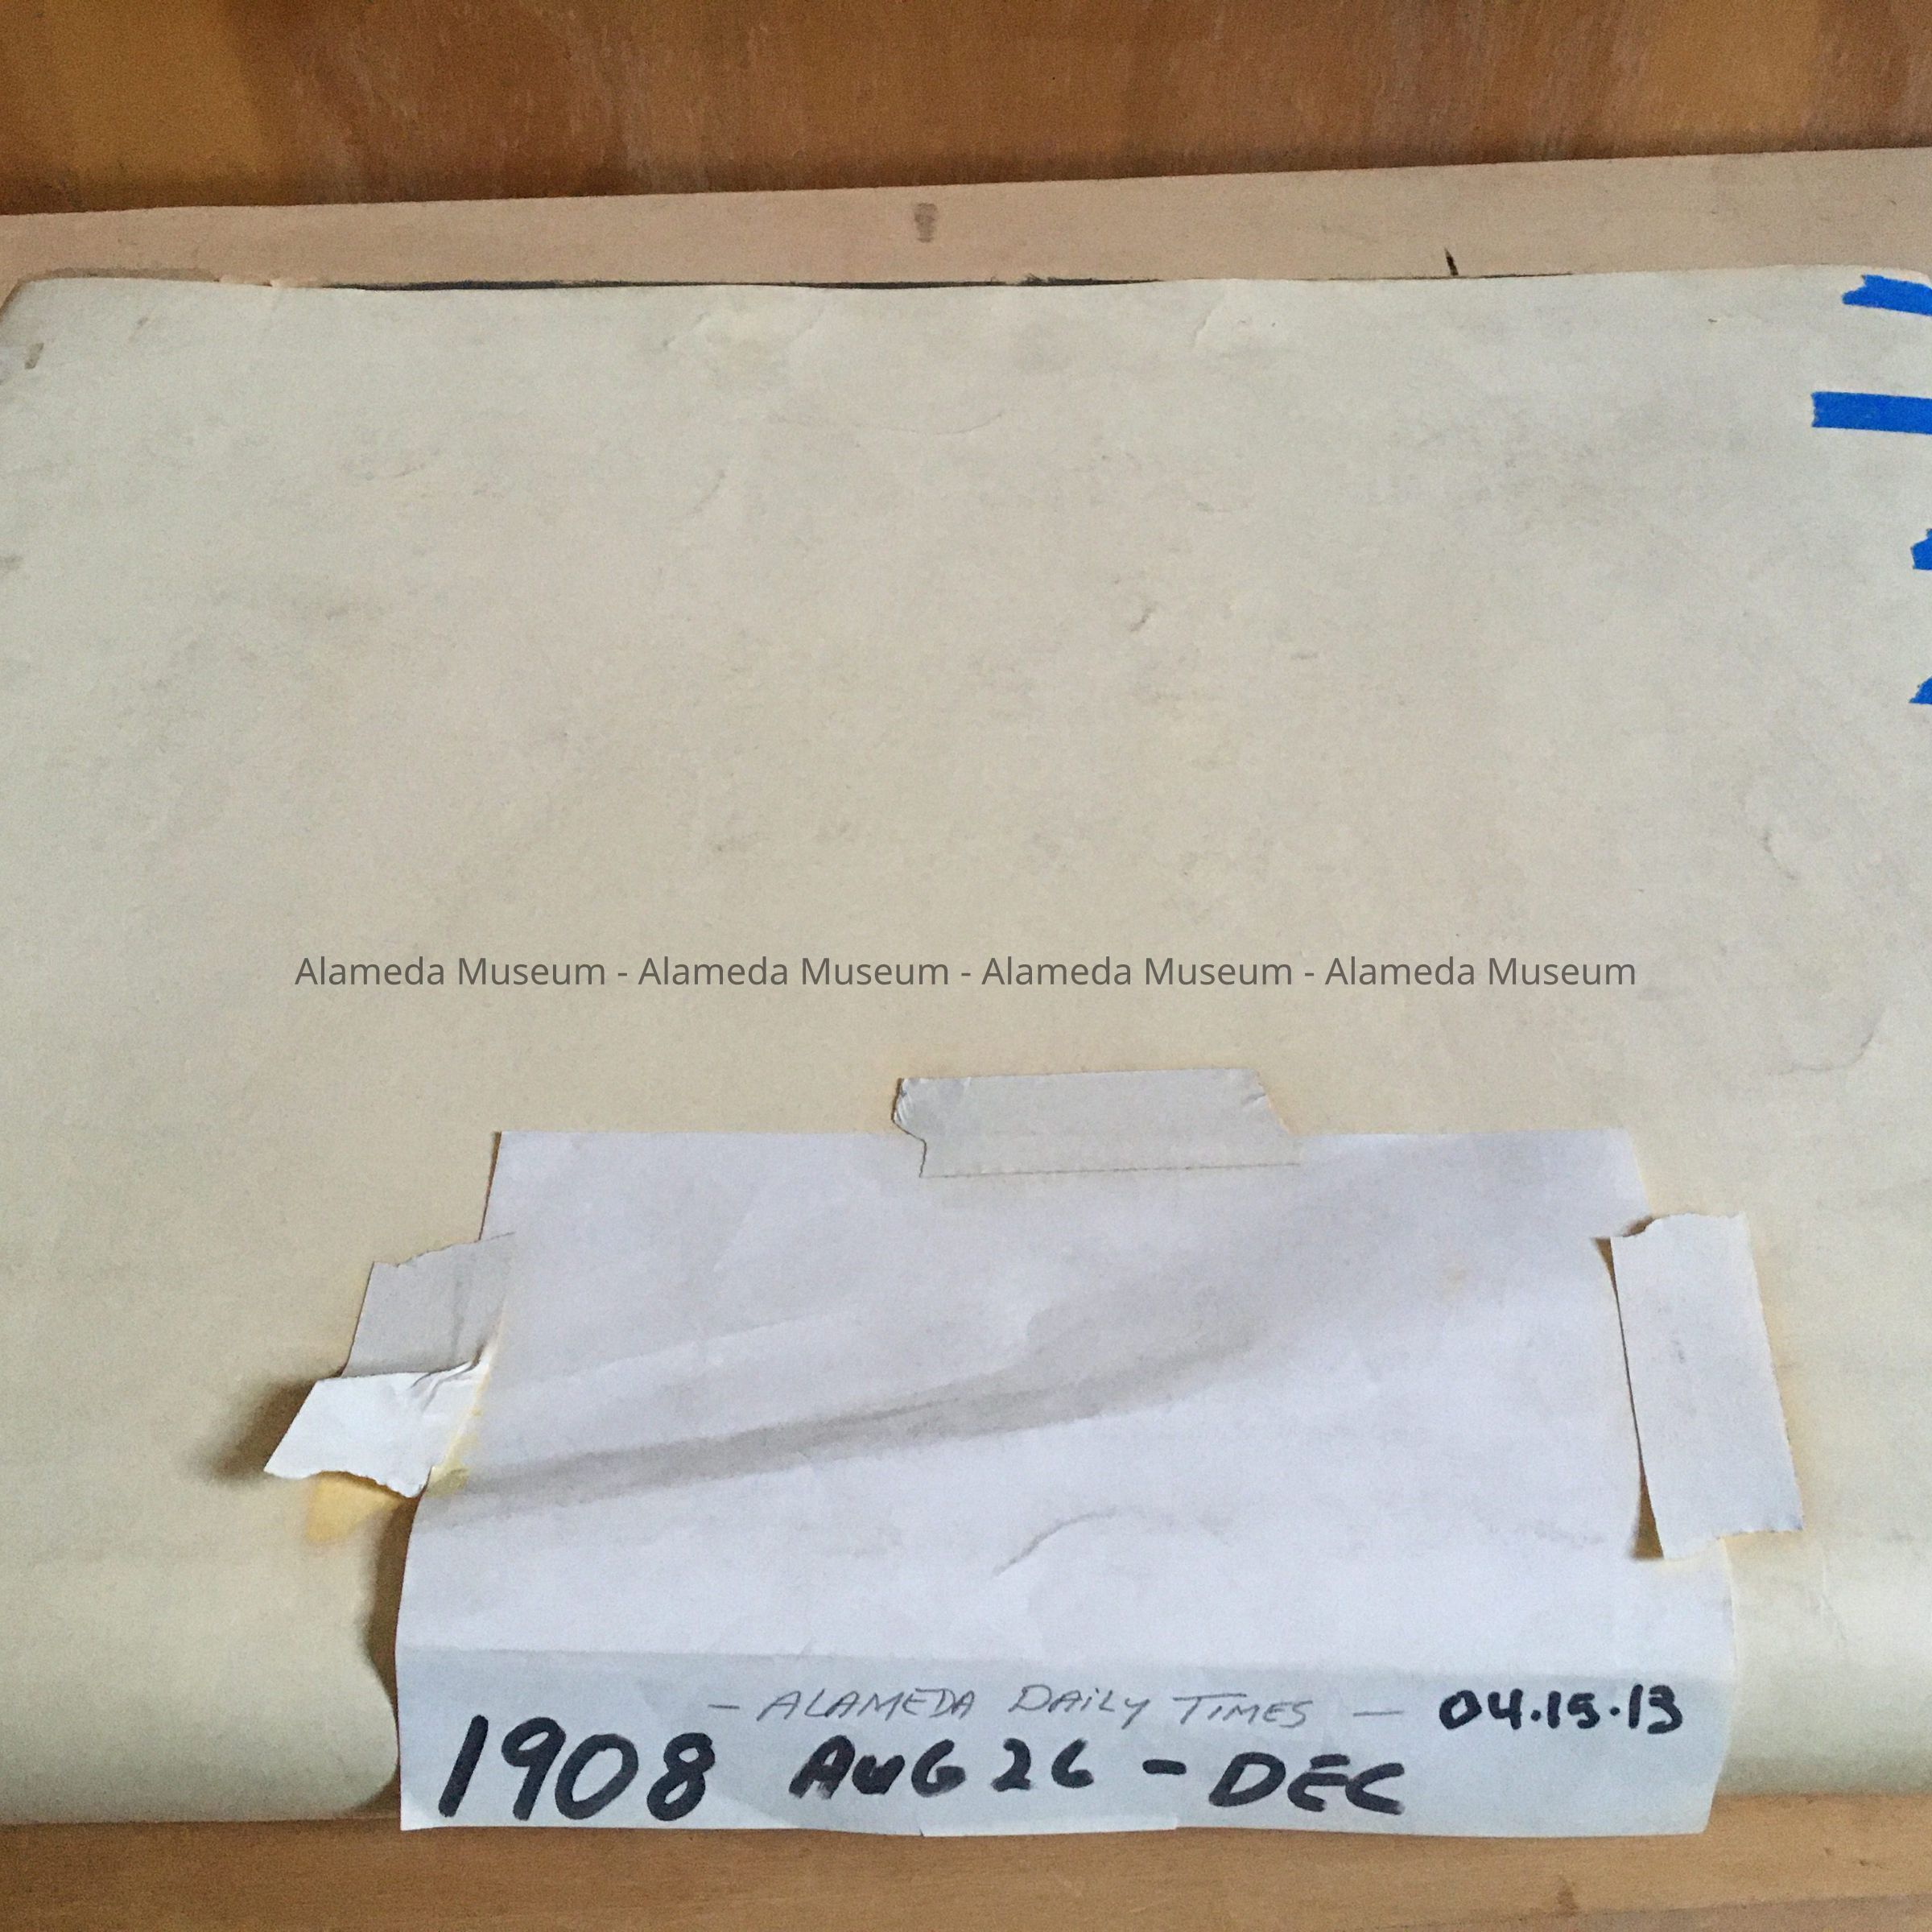 Alameda Museum - Alameda Museum - Alameda Museum - Alameda Museum
- ALAMEDA DAILY TIMES - 04.15.13
1908 AUG 26 - DEC